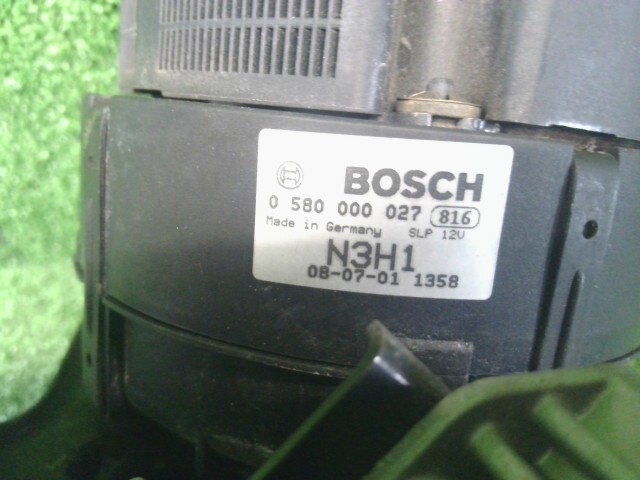 BOSCH
0 580 000 027 816
Made in Germany SLP 12V
N3H1
08-07-01 1358